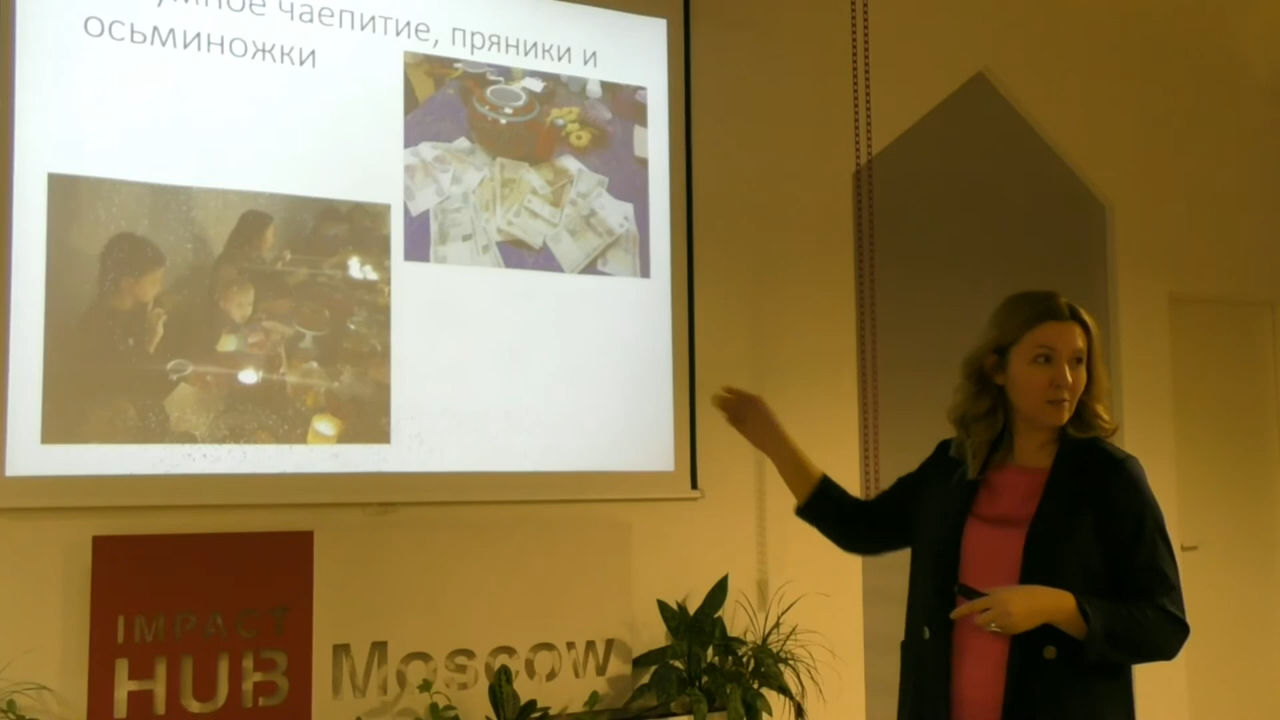 чаепитие, пряники и
осьминожки
IMPACT
HUB
Moscow